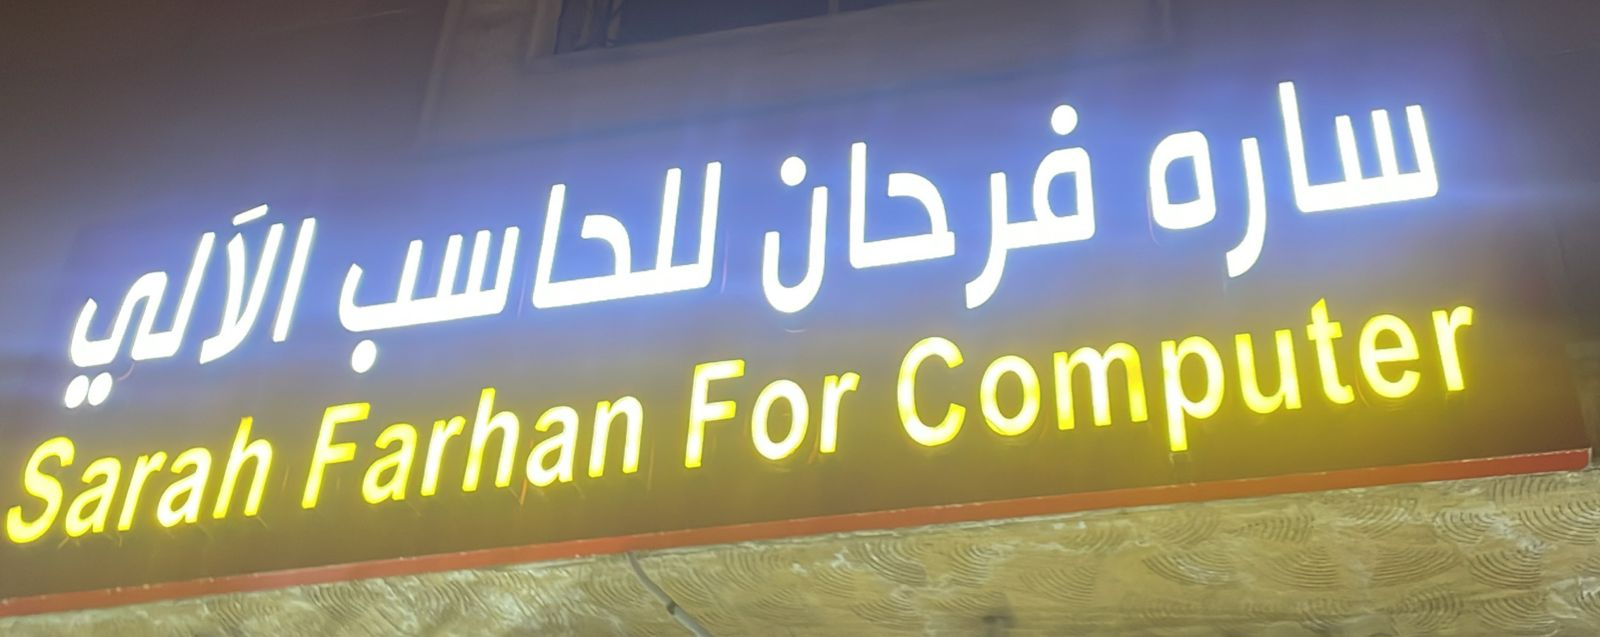 ساره فرحان للحاسب الآلي
Sarah Farhan For Computer